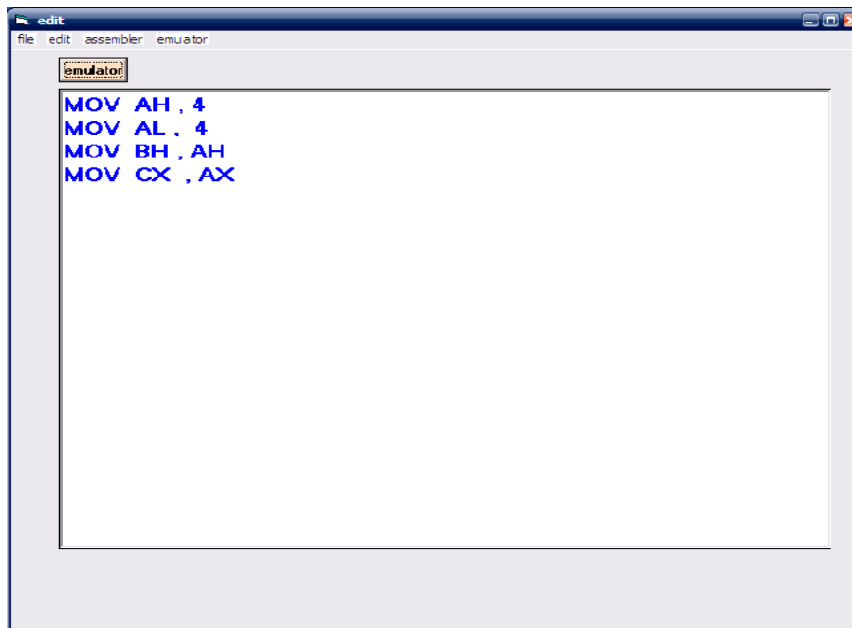 edit
file edit assembler emulator
emulator
MOV AH , 4
MOV AL , 4
MOV BH , AH
MOV CX , AX